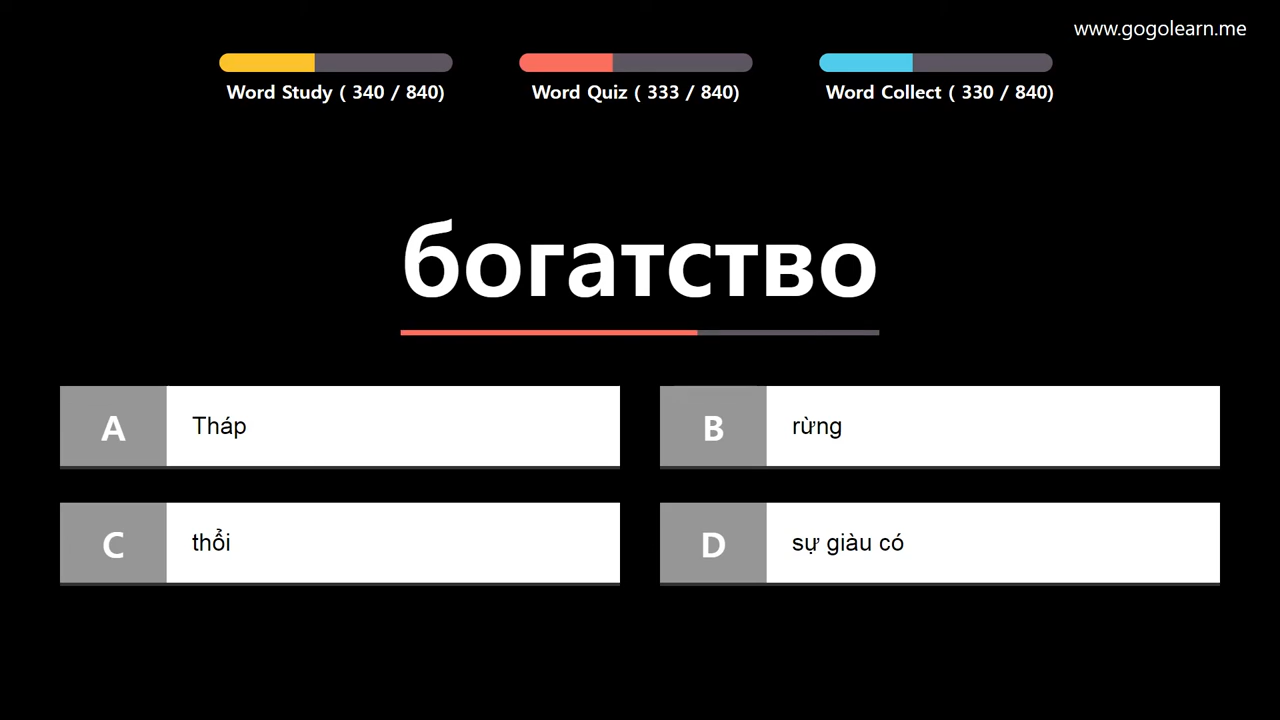 www.gogolearn.me
Word Study ( 340 / 840)
Word Quiz ( 333 / 840)
Word Collect ( 330 / 840)
богатство
A Tháp
B rừng
C thổi
D sự giàu có